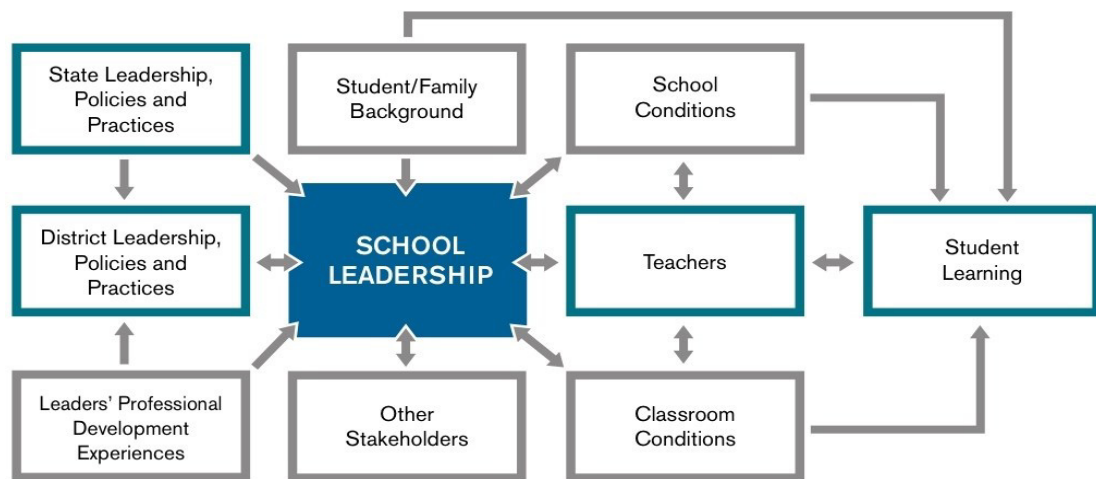 State Leadership,
Policies and
Practices
Student/Family
Background
School
Conditions
District Leadership,
Policies and
Practices
SCHOOL
LEADERSHIP
Teachers
Student
Learning
Leaders’ Professional
Development
Experiences
Other
Stakeholders
Classroom
Conditions